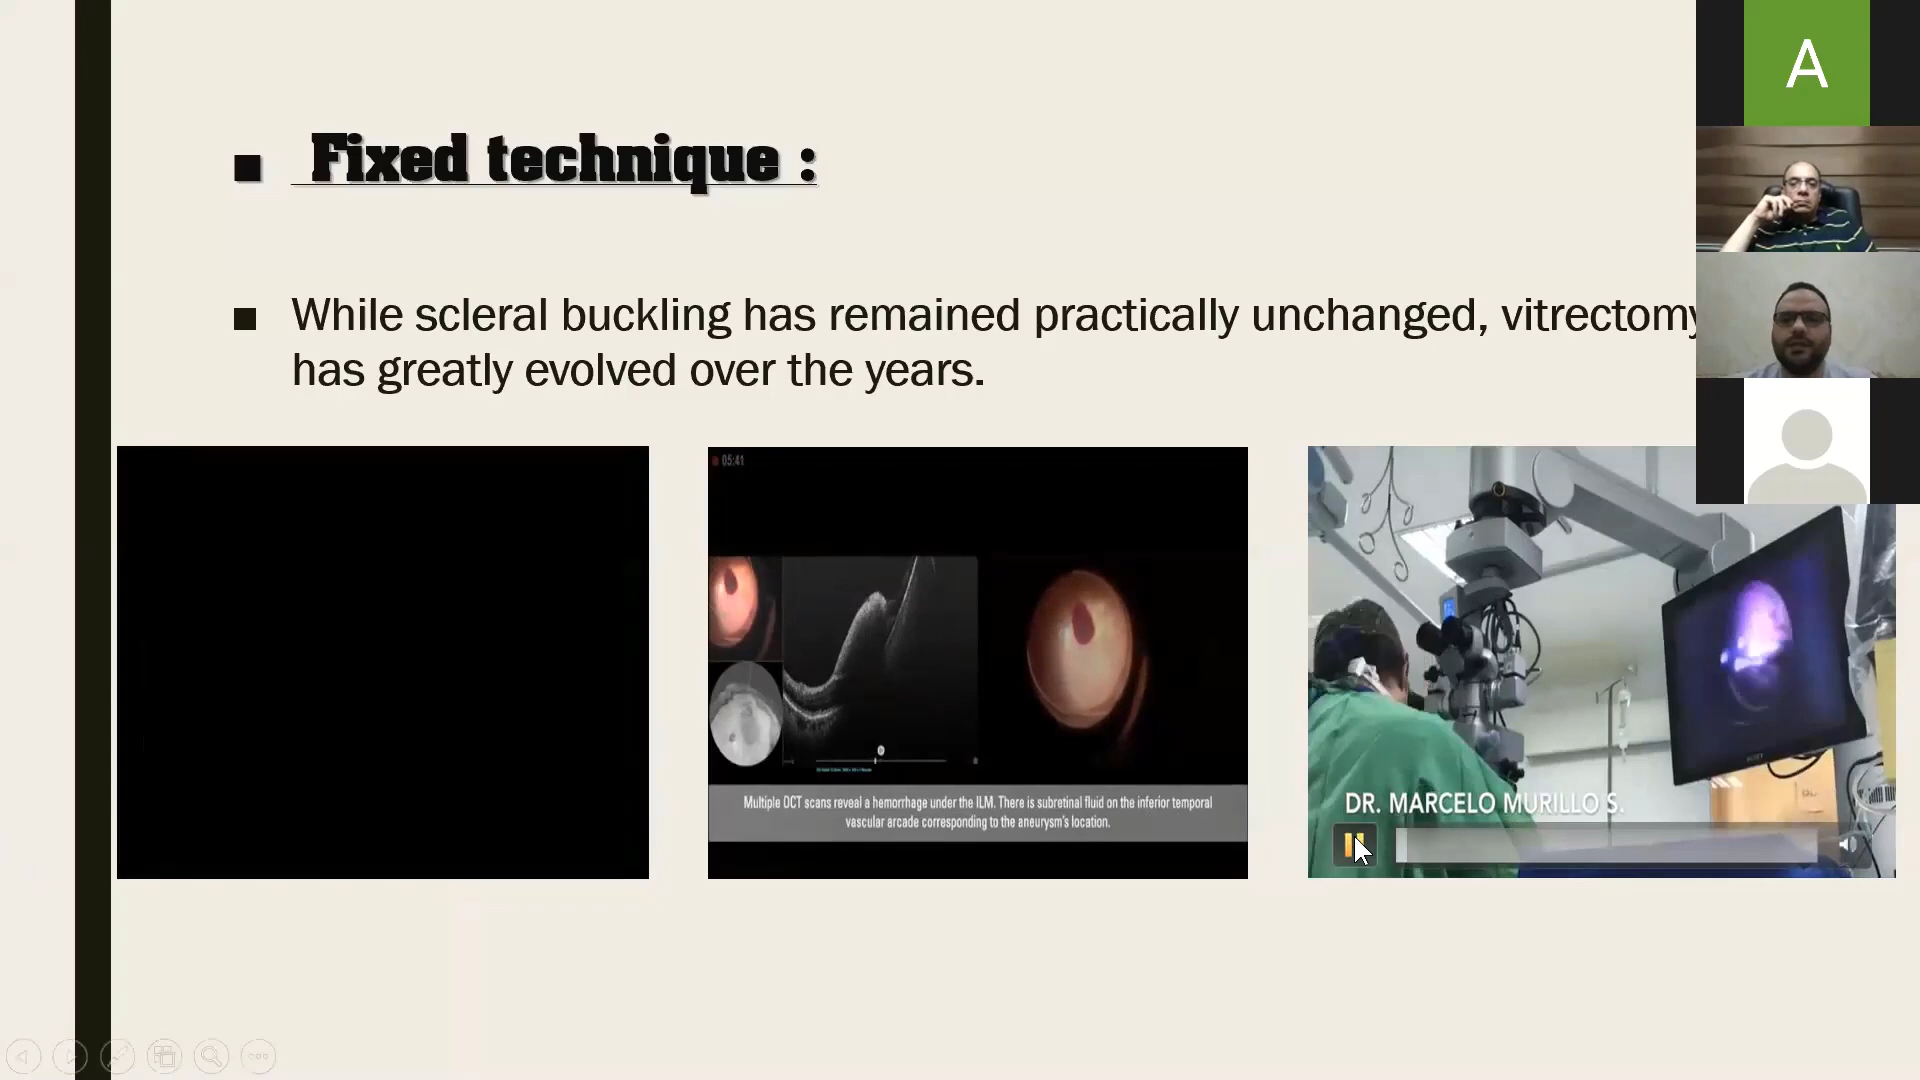 A
Fixed technique :
While scleral buckling has remained practically unchanged, vitrectomy
has greatly evolved over the years.
05:41
Multiple OCT scans reveal a hemorrhage under the ILM. There is subretinal fluid on the inferior temporal
vascular arcade corresponding to the aneurysm's location.
DR. MARCELO MURILLO S.